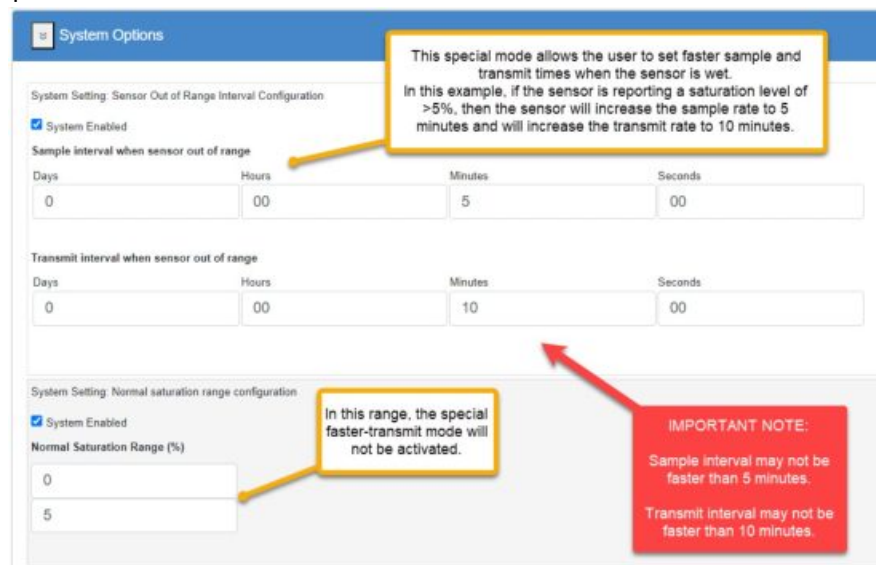 System Options
This special mode allows the user to set faster sample and
transmit times when the sensor is wet.
In this example, if the sensor is reporting a saturation level of
>5%, then the sensor will increase the sample rate to 5
minutes and will increase the transmit rate to 10 minutes.
System Setting: Sensor Out of Range Interval Configuration
System Enabled
Sample interval when sensor out of range
Days Hours Minutes Seconds
0 00 5 00
Transmit interval when sensor out of range
Days Hours Minutes Seconds
0 00 10 00
System Setting: Normal saturation range configuration
System Enabled
Normal Saturation Range (%)
0
5
In this range, the special
faster-transmit mode will
not be activated.
IMPORTANT NOTE:
Sample interval may not be
faster than 5 minutes.
Transmit interval may not be
faster than 10 minutes.